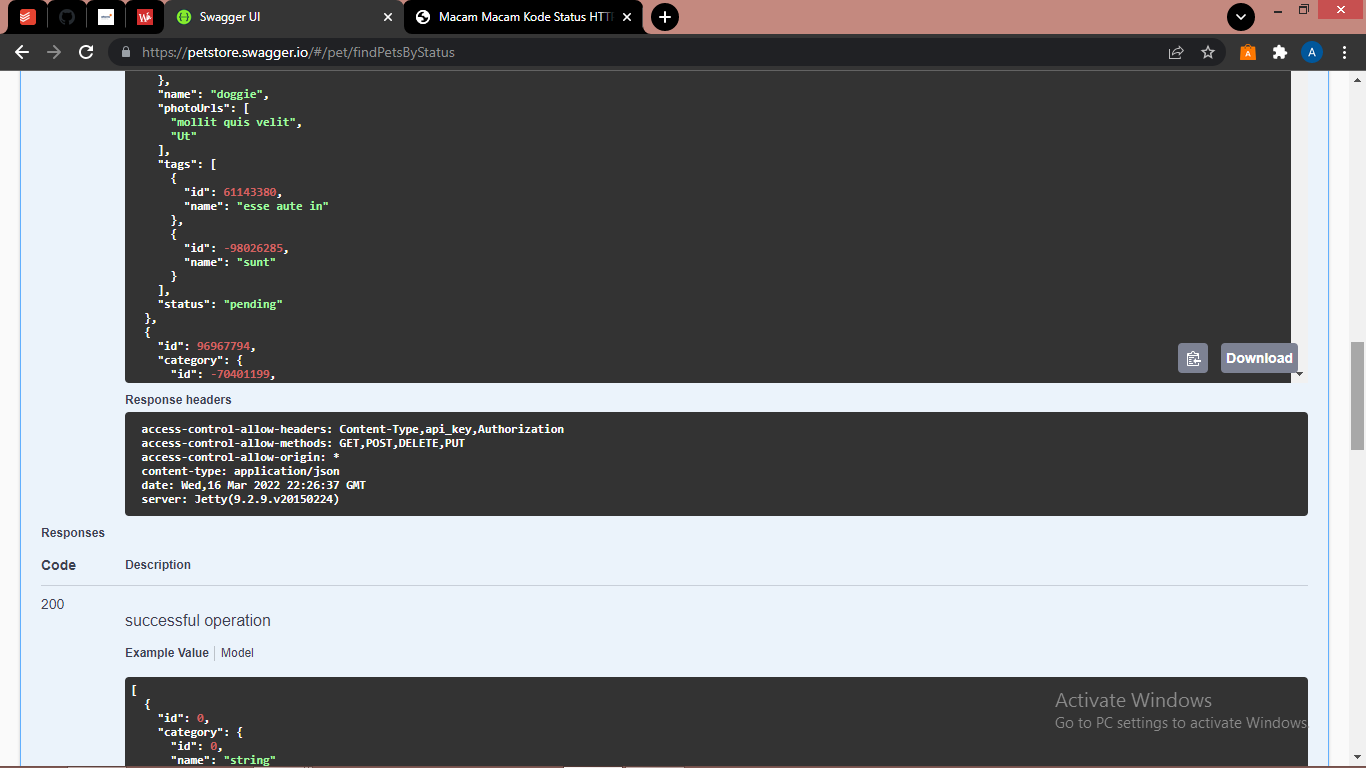 Swagger UI
Macam Macam Kode Status HTT
A
https://petstore.swagger.io/#/pet/findPetsByStatus
A
},
"name": "doggie",
"photoUrls": [
"mollit quis velit",
"Ut"
],
"tags": [
{
"id": 61143380,
"name": "esse aute in"
},
{
"id": -98026285,
"name": "sunt"
}
],
"status": "pending"
},
{
"id": 96967794,
"category": {
"id": -70401199,
Download
Response headers
access-control-allow-headers: Content-Type,api_key,Authorization
access-control-allow-methods: GET,POST,DELETE,PUT
access-control-allow-origin: *
content-type: application/json
date: Wed,16 Mar 2022 22:26:37 GMT
server: Jetty(9.2.9.v20150224)
Responses
Code Description
200
successful operation
Example Value Model
[
{
"id": 0,
"category": {
"id": 0,
"name": "string"
Activate Windows
Go to PC settings to activate Windows